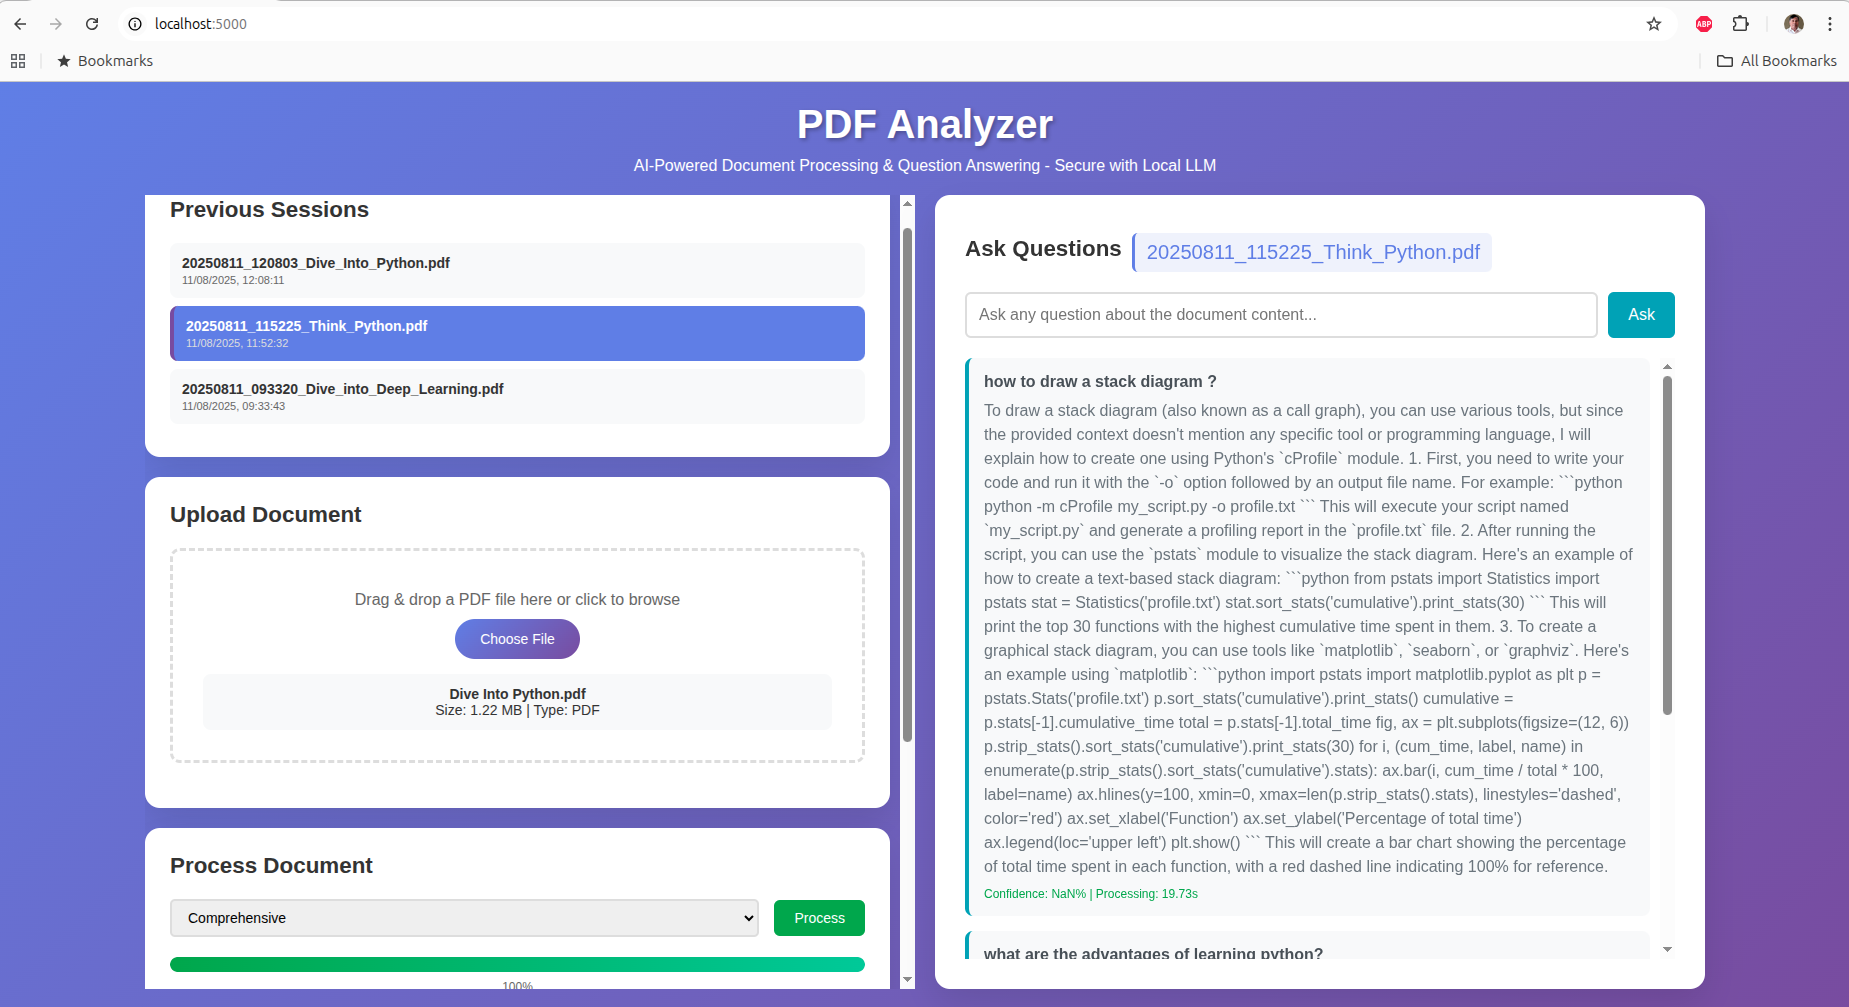 localhost:5000
ABP
Bookmarks
All Bookmarks
PDF Analyzer
AI-Powered Document Processing & Question Answering - Secure with Local LLM
Previous Sessions
20250811_120803_Dive_Into_Python.pdf
11/08/2025, 12:08:11
20250811_115225_Think_Python.pdf
11/08/2025, 11:52:32
20250811_093320_Dive_into_Deep_Learning.pdf
11/08/2025, 09:33:43
Upload Document
Drag & drop a PDF file here or click to browse
Choose File
Dive Into Python.pdf
Size: 1.22 MB | Type: PDF
Process Document
Comprehensive
Process
100%
Ask Questions
20250811_115225_Think_Python.pdf
Ask any question about the document content...
Ask
how to draw a stack diagram ?
To draw a stack diagram (also known as a call graph), you can use various tools, but since
the provided context doesn't mention any specific tool or programming language, I will
explain how to create one using Python's `cProfile` module. 1. First, you need to write your
code and run it with the `-o` option followed by an output file name. For example: ```python
python -m cProfile my_script.py -o profile.txt ``` This will execute your script named
`my_script.py` and generate a profiling report in the `profile.txt` file. 2. After running the
script, you can use the `pstats` module to visualize the stack diagram. Here's an example of
how to create a text-based stack diagram: ```python from pstats import Statistics import
pstats stat = Statistics('profile.txt') stat.sort_stats('cumulative').print_stats(30) ``` This will
print the top 30 functions with the highest cumulative time spent in them. 3. To create a
graphical stack diagram, you can use tools like `matplotlib`, `seaborn`, or `graphviz`. Here's
an example using `matplotlib`: ```python import pstats import matplotlib.pyplot as plt p =
pstats.Stats('profile.txt') p.sort_stats('cumulative').print_stats() cumulative =
p.stats[-1].cumulative_time total = p.stats[-1].total_time fig, ax = plt.subplots(figsize=(12, 6))
p.strip_stats().sort_stats('cumulative').print_stats(30) for i, (cum_time, label, name) in
enumerate(p.strip_stats().sort_stats('cumulative').stats): ax.bar(i, cum_time / total * 100,
label=name) ax.hlines(y=100, xmin=0, xmax=len(p.strip_stats().stats), linestyles='dashed',
color='red') ax.set_xlabel('Function') ax.set_ylabel('Percentage of total time')
ax.legend(loc='upper left') plt.show() ``` This will create a bar chart showing the percentage
of total time spent in each function, with a red dashed line indicating 100% for reference.
Confidence: NaN% | Processing: 19.73s
what are the advantages of learning python?